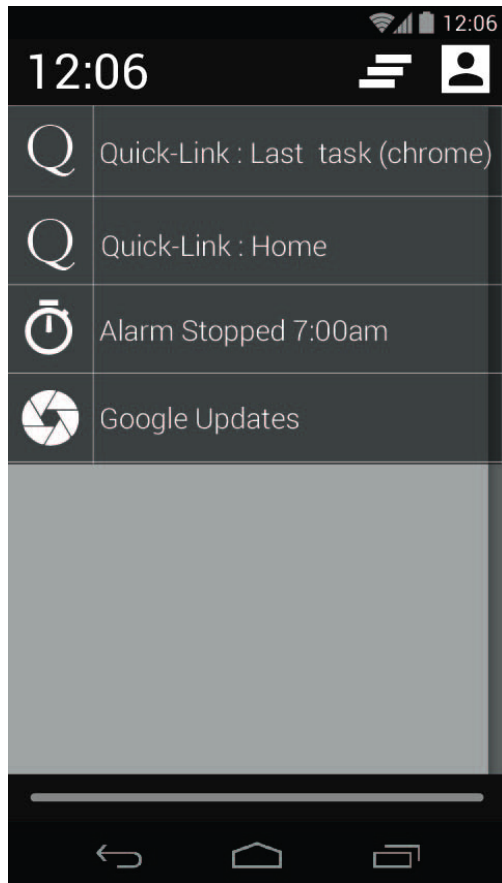 12:06
12:06
Q Quick-Link : Last task (chrome)
Q Quick-Link : Home
Alarm Stopped 7:00am
Google Updates